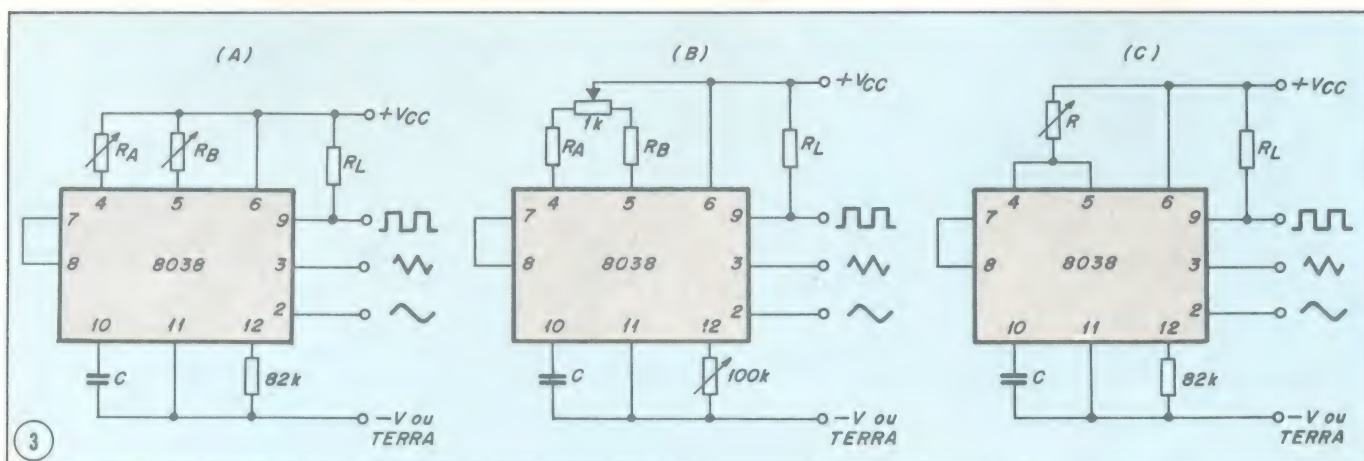 (A)
+VCC
RA
RB
RL
4
5
6
7
9
8
8038
3
2
10
11
12
C
82k
-V ou
TERRA
(B)
+VCC
1k
RA
RB
RL
4
5
6
7
9
8
8038
3
2
10
11
12
C
100k
-V ou
TERRA
(C)
+VCC
R
RL
4
5
6
7
9
8
8038
3
2
10
11
12
C
82k
-V ou
TERRA
3